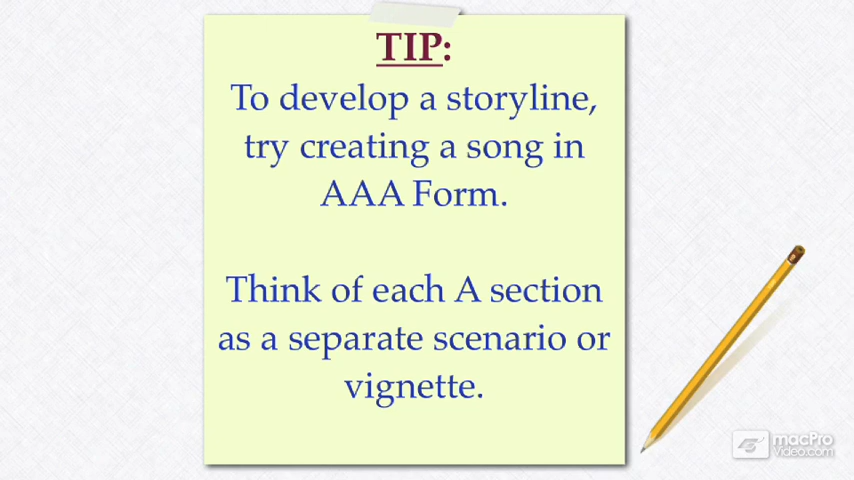 TIP:
To develop a storyline,
try creating a song in
AAA Form.
Think of each A section
as a separate scenario or
vignette.
macPro
Video.com